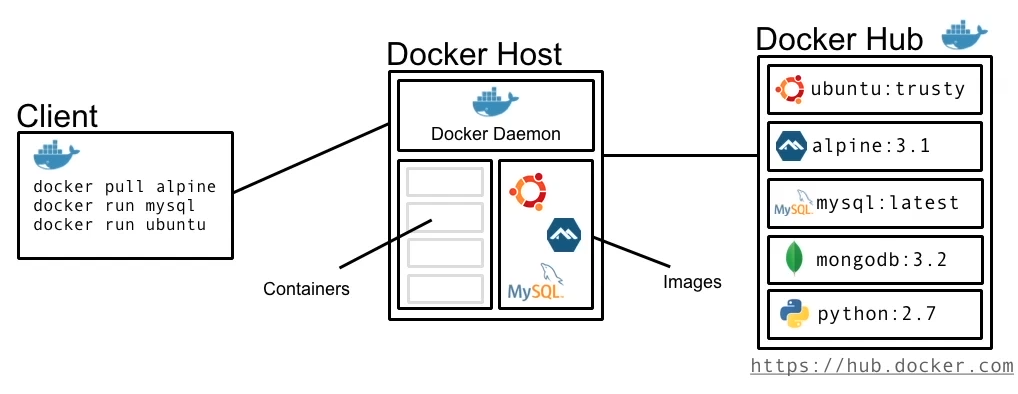 Client
docker pull alpine
docker run mysql
docker run ubuntu
Docker Host
Docker Daemon
MySQL
Containers
Images
Docker Hub
ubuntu:trusty
alpine:3.1
MySQL mysql:latest
mongodb:3.2
python:2.7
https://hub.docker.com